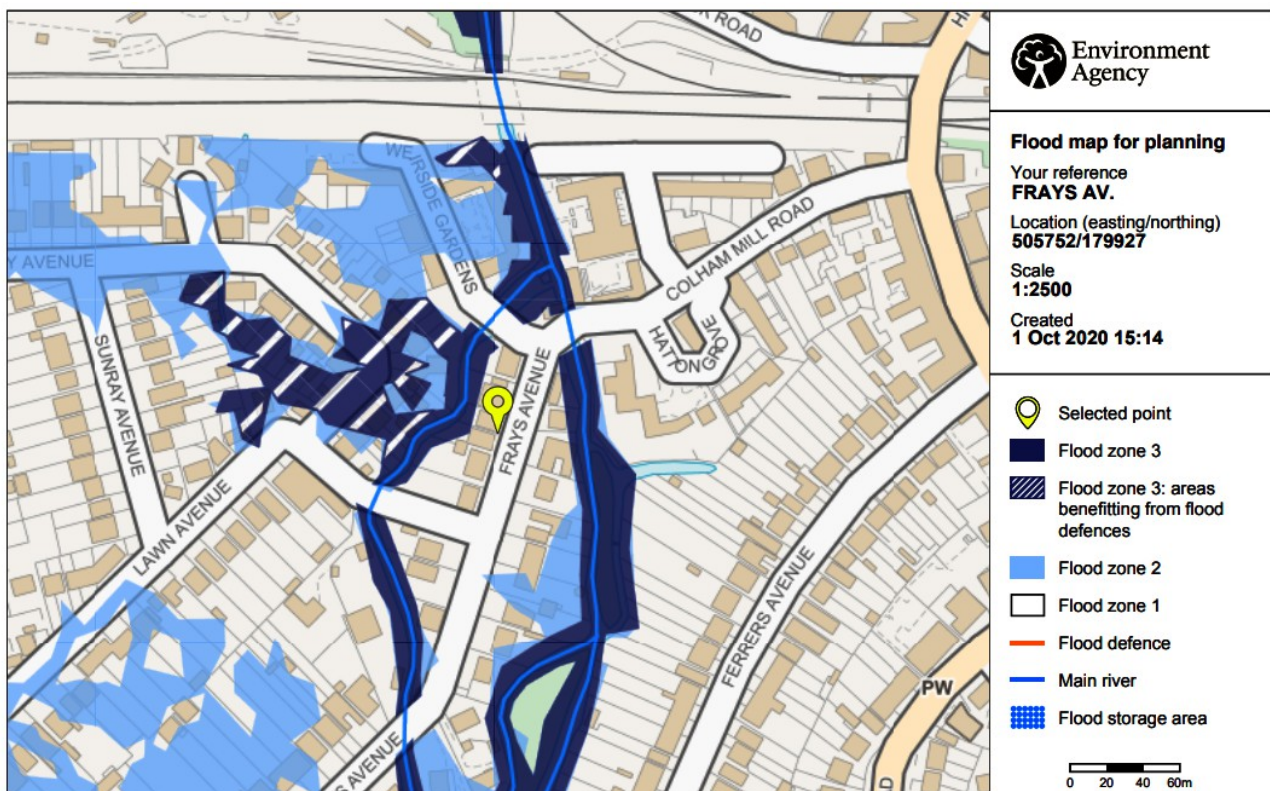 K ROAD
H
WEIRSIDE GARDENS
Y AVENUE
COLHAM MILL ROAD
HATTON GROVE
SUNRAY AVENUE
FRAYS AVENUE
LAWN AVENUE
FERRERS AVENUE
PW
S AVENUE
D
Environment
Agency
Flood map for planning
Your reference
FRAYS AV.
Location (easting/northing)
505752/179927
Scale
1:2500
Created
1 Oct 2020 15:14
Selected point
Flood zone 3
Flood zone 3: areas
benefitting from flood
defences
Flood zone 2
Flood zone 1
Flood defence
Main river
Flood storage area
0 20 40 60m